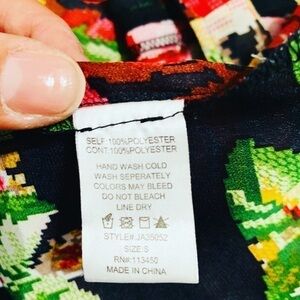 SELF:100%POLYESTER
CONT:100%POLYESTER
HAND WASH COLD
WASH SEPERATELY
COLORS MAY BLEED
DO NOT BLEACH
LINE DRY
STYLE#:JA35052
SIZE:S
RN#:113450
MADE IN CHINA